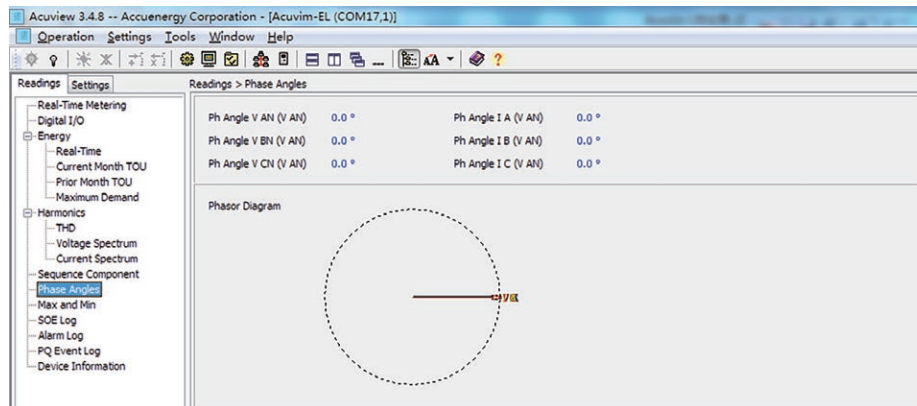 Acuview 3.4.8 -- Accuenergy Corporation - [Acuvim-EL (COM17,1)]
Operation Settings Tools Window Help
Readings Settings
Readings > Phase Angles
Real-Time Metering
Digital I/O
Energy
Real-Time
Current Month TOU
Prior Month TOU
Maximum Demand
Harmonics
THD
Voltage Spectrum
Current Spectrum
Sequence Component
Phase Angles
Max and Min
SOE Log
Alarm Log
PQ Event Log
Device Information
Ph Angle V AN (V AN) 0.0 ° Ph Angle I A (V AN) 0.0 °
Ph Angle V BN (V AN) 0.0 ° Ph Angle I B (V AN) 0.0 °
Ph Angle V CN (V AN) 0.0 ° Ph Angle I C (V AN) 0.0 °
Phasor Diagram